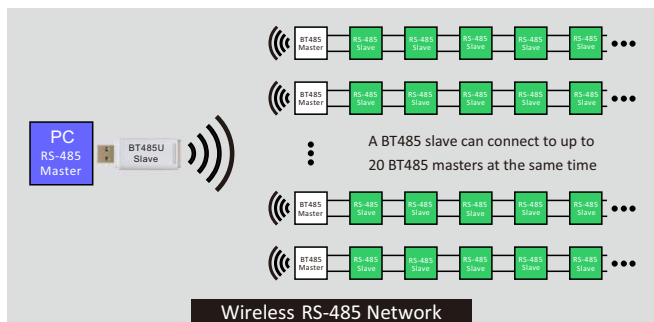 BT485 Master RS-485 Slave RS-485 Slave RS-485 Slave RS-485 Slave RS-485 Slave
BT485 Master RS-485 Slave RS-485 Slave RS-485 Slave RS-485 Slave RS-485 Slave
PC
RS-485
Master
BT485U
Slave
A BT485 slave can connect to up to
20 BT485 masters at the same time
BT485 Master RS-485 Slave RS-485 Slave RS-485 Slave RS-485 Slave RS-485 Slave
BT485 Master RS-485 Slave RS-485 Slave RS-485 Slave RS-485 Slave RS-485 Slave
Wireless RS-485 Network